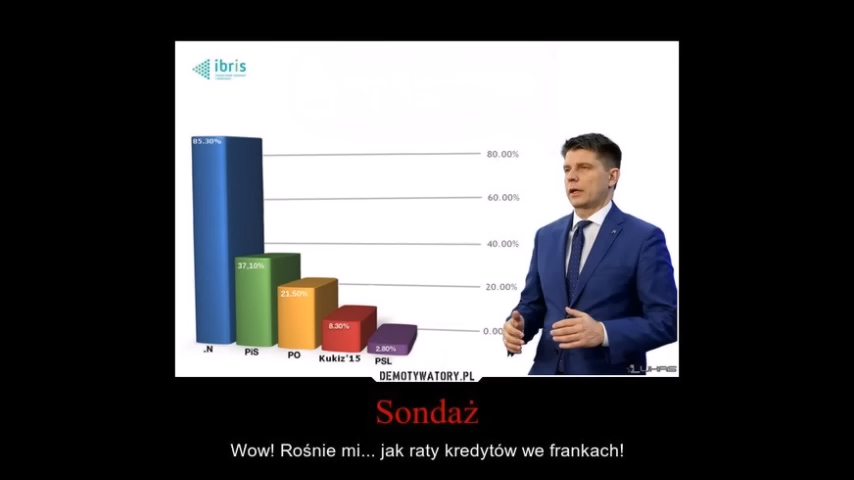 ibris
85.30%
80.00%
60.00%
40.00%
37,10%
21,50%
20.00%
8.30%
2.80%
0.00
.N
PiS
PO
Kukiz'15
PSL
DEMOTYWATORY.PL
Sondaż
Wow! Rośnie mi... jak raty kredytów we frankach!